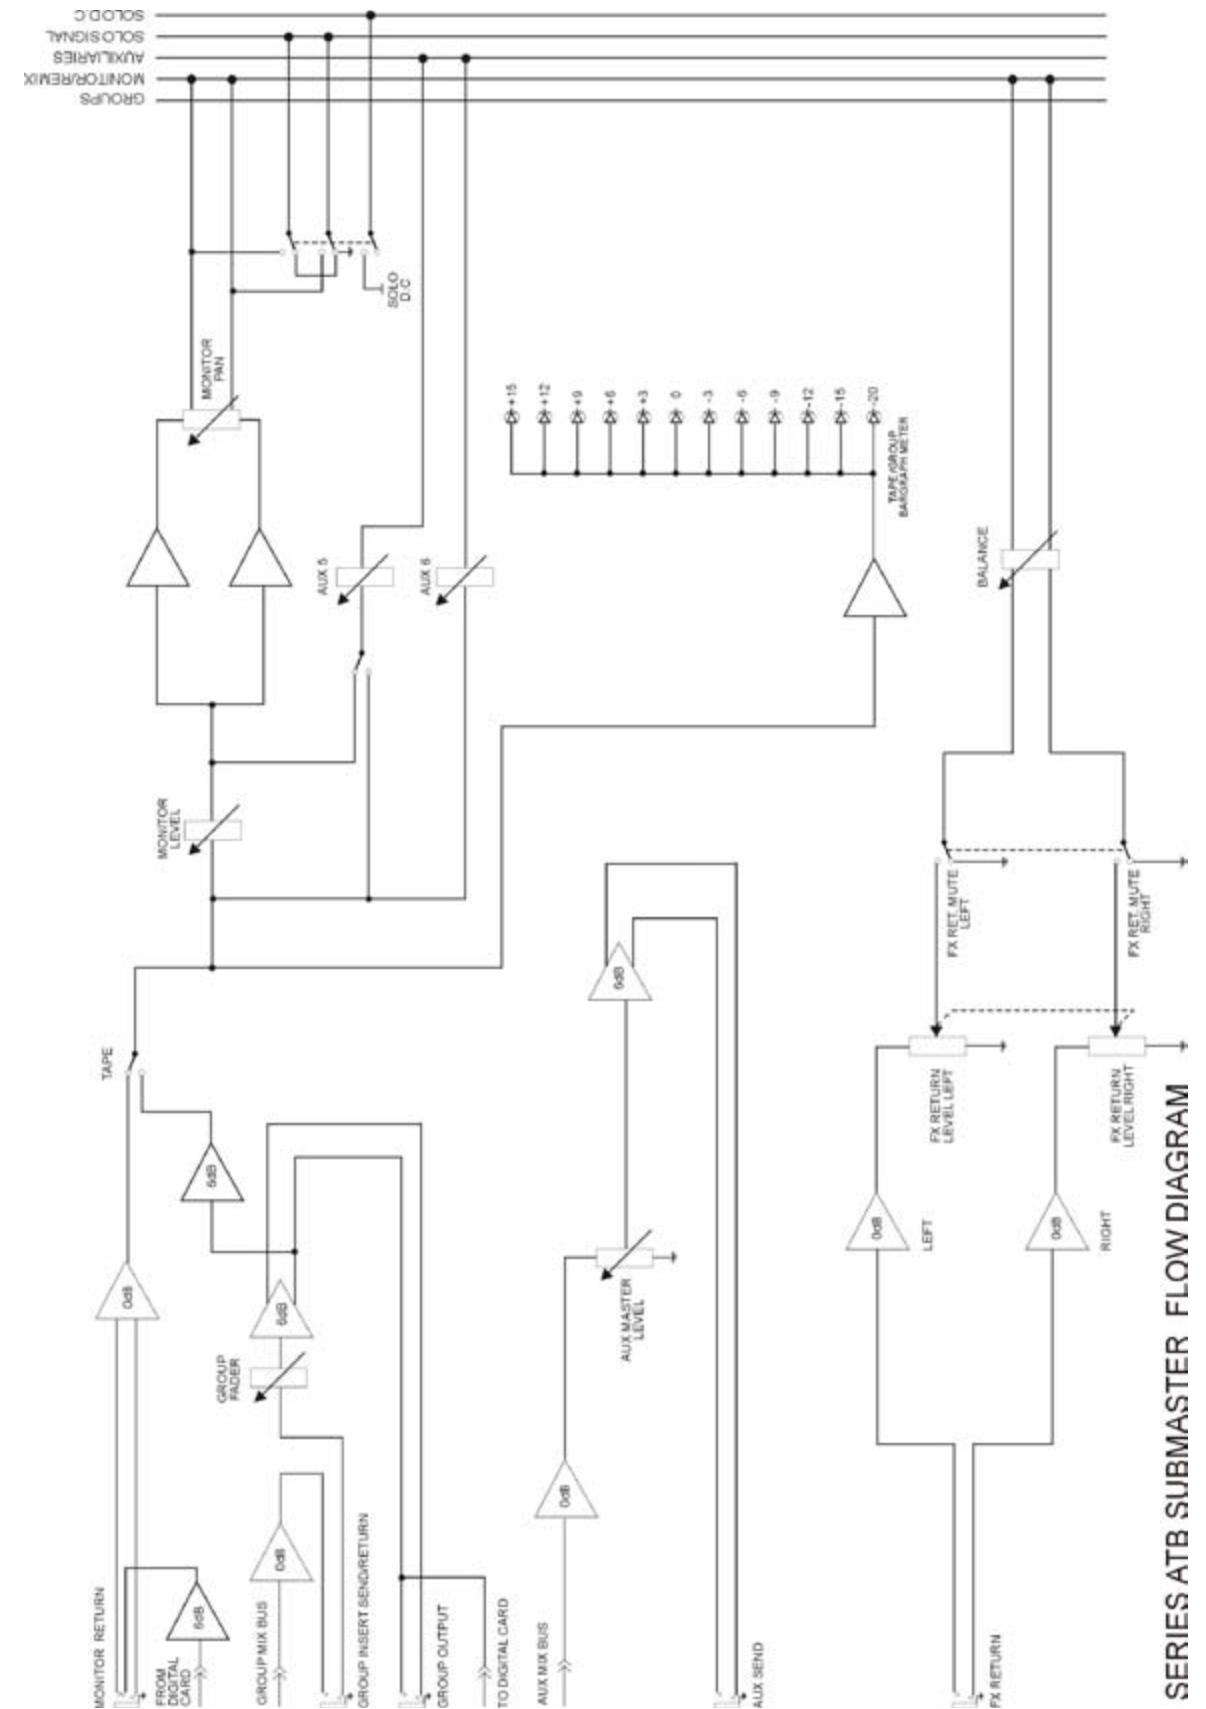 SOLO D.C
SOLO SIGNAL
AUXILIARIES
MONITOR/REMIX
GROUPS
SOLO
D.C
MONITOR
PAN
+15
+12
+9
+6
+3
0
-3
-6
-9
-12
-15
-20
TAPE/GROUP
BARGRAPH METER
AUX 5
AUX 6
BALANCE
MONITOR
LEVEL
FX RET. MUTE
LEFT
FX RET. MUTE
RIGHT
6dB
TAPE
FX RETURN
LEVEL LEFT
FX RETURN
LEVEL RIGHT
6dB
0dB
LEFT
0dB
RIGHT
0dB
6dB
AUX MASTER
LEVEL
GROUP
FADER
0dB
0dB
6dB
MONITOR RETURN
FROM
DIGITAL
CARD
GROUP MIX BUS
GROUP INSERT SEND/RETURN
GROUP OUTPUT
TO DIGITAL CARD
AUX MIX BUS
AUX SEND
FX RETURN
SERIES ATB SUBMASTER FLOW DIAGRAM